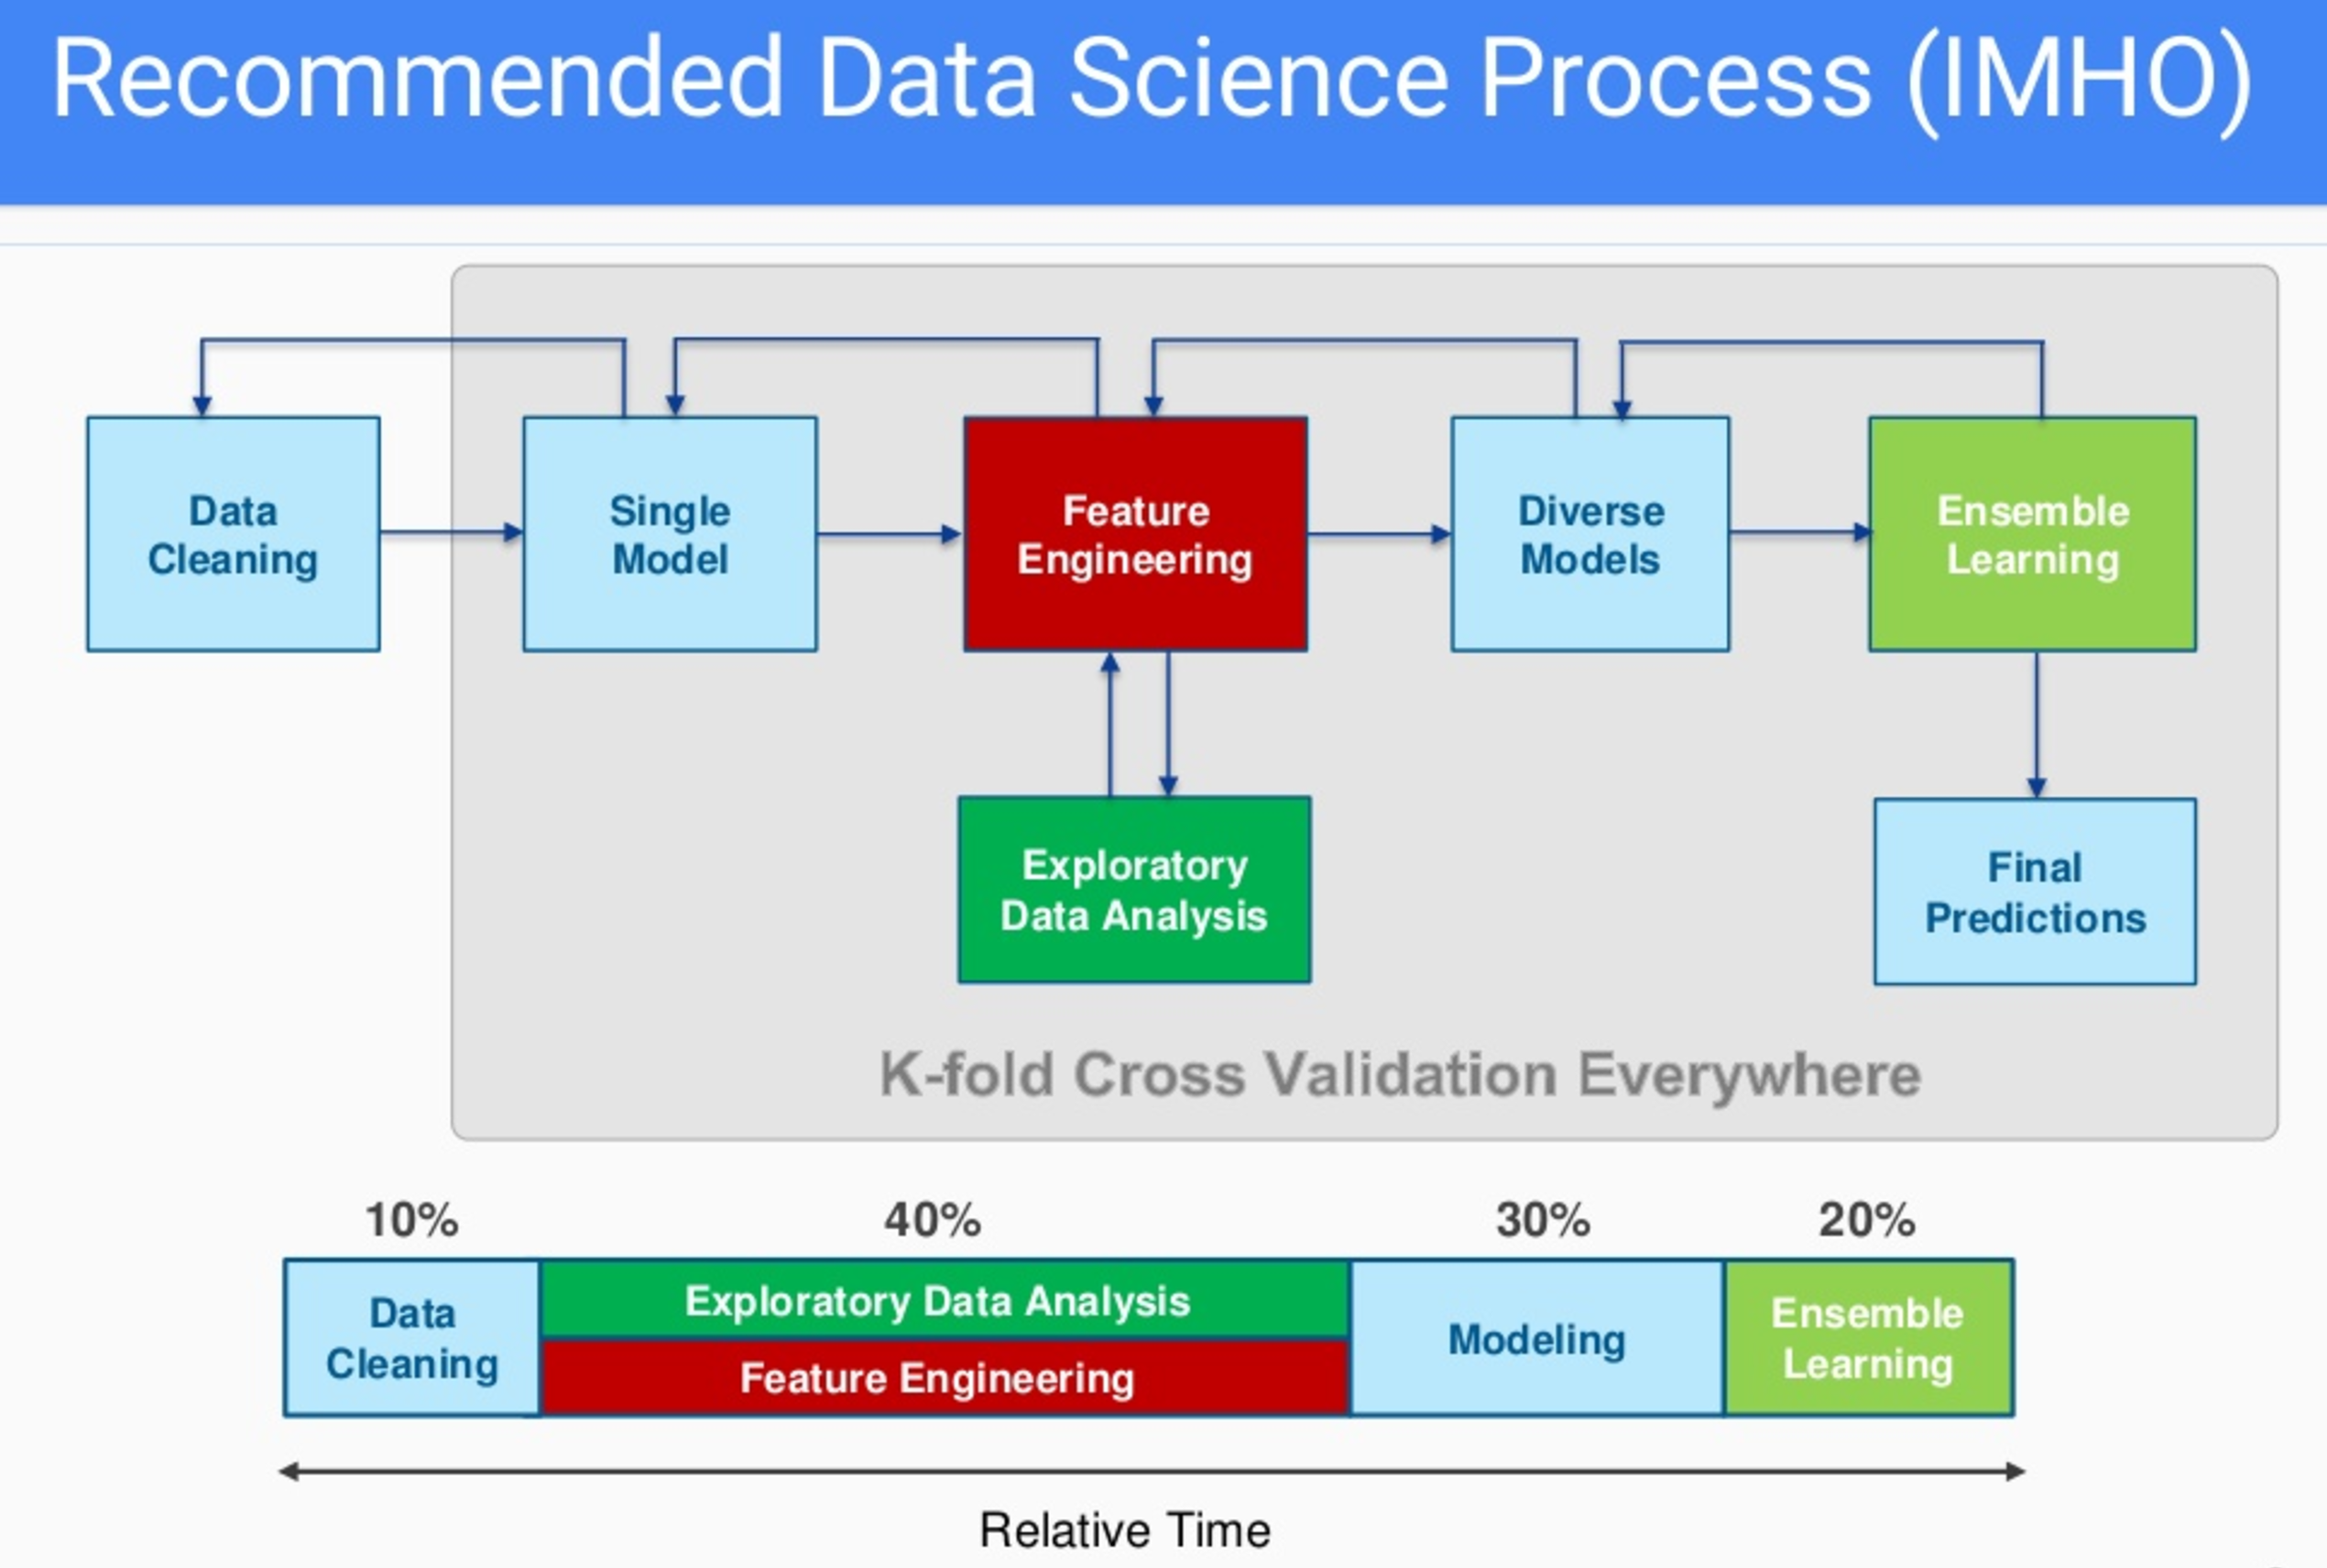 Recommended Data Science Process (IMHO)
Data
Cleaning
Single
Model
Feature
Engineering
Diverse
Models
Ensemble
Learning
Exploratory
Data Analysis
Final
Predictions
K-fold Cross Validation Everywhere
10%
40%
30%
20%
Data
Cleaning
Exploratory Data Analysis
Feature Engineering
Modeling
Ensemble
Learning
Relative Time